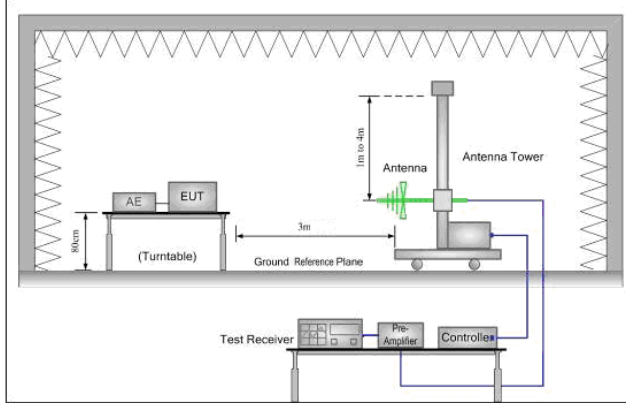 1m to 4m
Antenna
Antenna Tower
AE
EUT
80cm
(Turntable)
3m
Ground Reference Plane
Test Receiver
Pre-
Amplifier
Controller